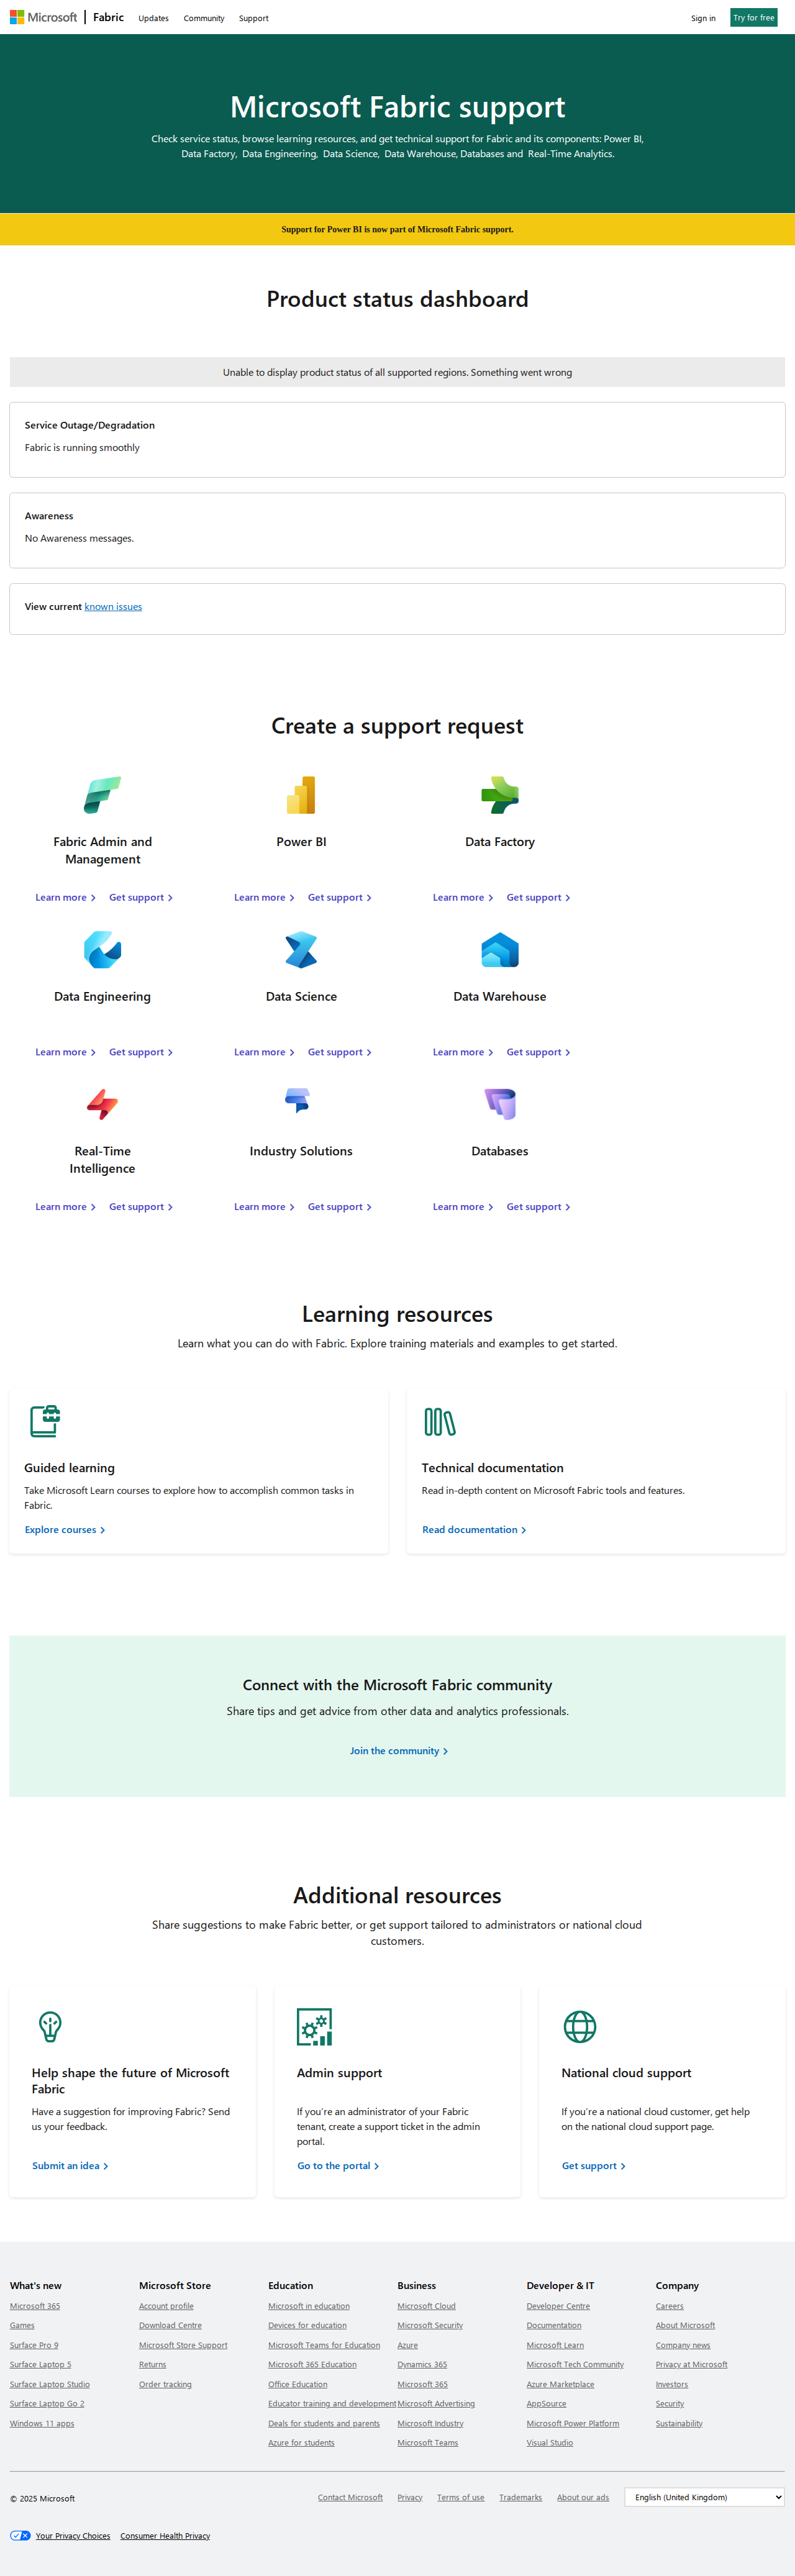 Microsoft | Fabric Updates Community Support Sign in Try for free
Microsoft Fabric support
Check service status, browse learning resources, and get technical support for Fabric and its components: Power BI,
Data Factory, Data Engineering, Data Science, Data Warehouse, Databases and Real-Time Analytics.
Support for Power BI is now part of Microsoft Fabric support.
Product status dashboard
Unable to display product status of all supported regions. Something went wrong
Service Outage/Degradation
Fabric is running smoothly
Awareness
No Awareness messages.
View current known issues
Create a support request
Fabric Admin and
Management
Learn more Get support
Power BI
Learn more Get support
Data Factory
Learn more Get support
Data Engineering
Learn more Get support
Data Science
Learn more Get support
Data Warehouse
Learn more Get support
Real-Time
Intelligence
Learn more Get support
Industry Solutions
Learn more Get support
Databases
Learn more Get support
Learning resources
Learn what you can do with Fabric. Explore training materials and examples to get started.
Guided learning
Take Microsoft Learn courses to explore how to accomplish common tasks in
Fabric.
Explore courses
Technical documentation
Read in-depth content on Microsoft Fabric tools and features.
Read documentation
Connect with the Microsoft Fabric community
Share tips and get advice from other data and analytics professionals.
Join the community
Additional resources
Share suggestions to make Fabric better, or get support tailored to administrators or national cloud
customers.
Help shape the future of Microsoft
Fabric
Have a suggestion for improving Fabric? Send
us your feedback.
Submit an idea
Admin support
If you're an administrator of your Fabric
tenant, create a support ticket in the admin
portal.
Go to the portal
National cloud support
If you're a national cloud customer, get help
on the national cloud support page.
Get support
What's new
Microsoft 365
Games
Surface Pro 9
Surface Laptop 5
Surface Laptop Studio
Surface Laptop Go 2
Windows 11 apps
Microsoft Store
Account profile
Download Centre
Microsoft Store Support
Returns
Order tracking
Education
Microsoft in education
Devices for education
Microsoft Teams for Education
Microsoft 365 Education
Office Education
Educator training and development
Deals for students and parents
Azure for students
Business
Microsoft Cloud
Microsoft Security
Azure
Dynamics 365
Microsoft 365
Microsoft Advertising
Microsoft Industry
Microsoft Teams
Developer & IT
Developer Centre
Documentation
Microsoft Learn
Microsoft Tech Community
Azure Marketplace
AppSource
Microsoft Power Platform
Visual Studio
Company
Careers
About Microsoft
Company news
Privacy at Microsoft
Investors
Security
Sustainability
© 2025 Microsoft Contact Microsoft Privacy Terms of use Trademarks About our ads English (United Kingdom)
Your Privacy Choices Consumer Health Privacy